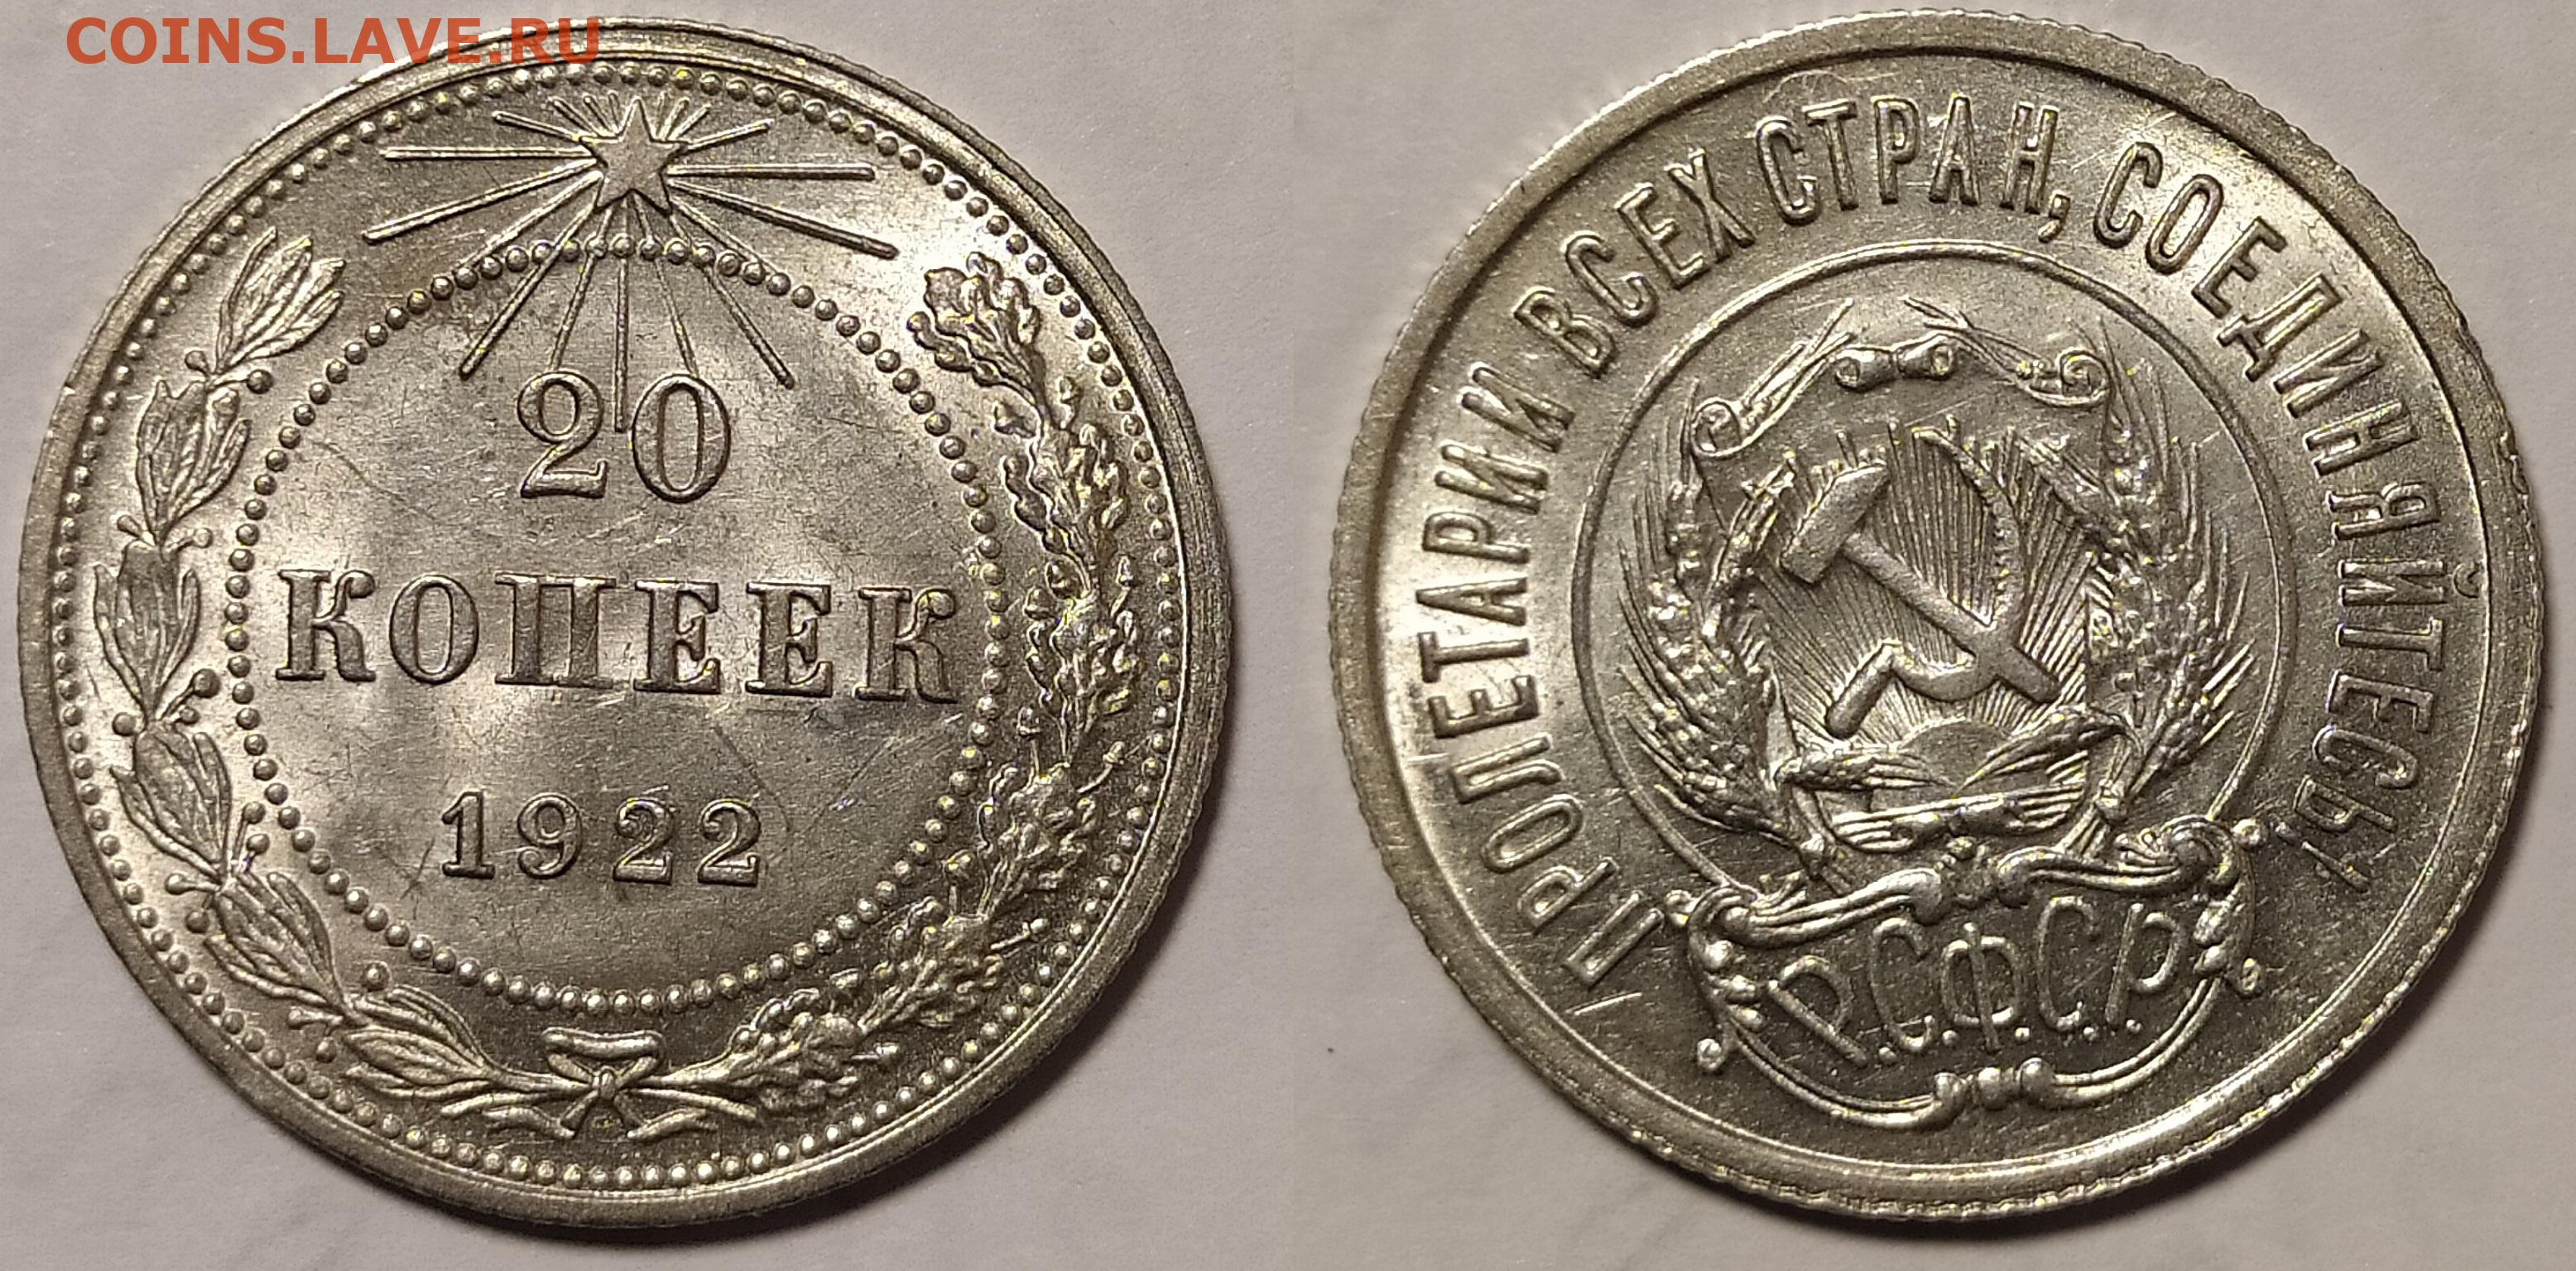 COINS.LAVE.RU
20
КОПЕЕК
1922
ПРОЛЕТАРИИ ВСЕХ СТРАН, СОЕДИНЯЙТЕСЬ!
Р.С.Ф.С.Р.